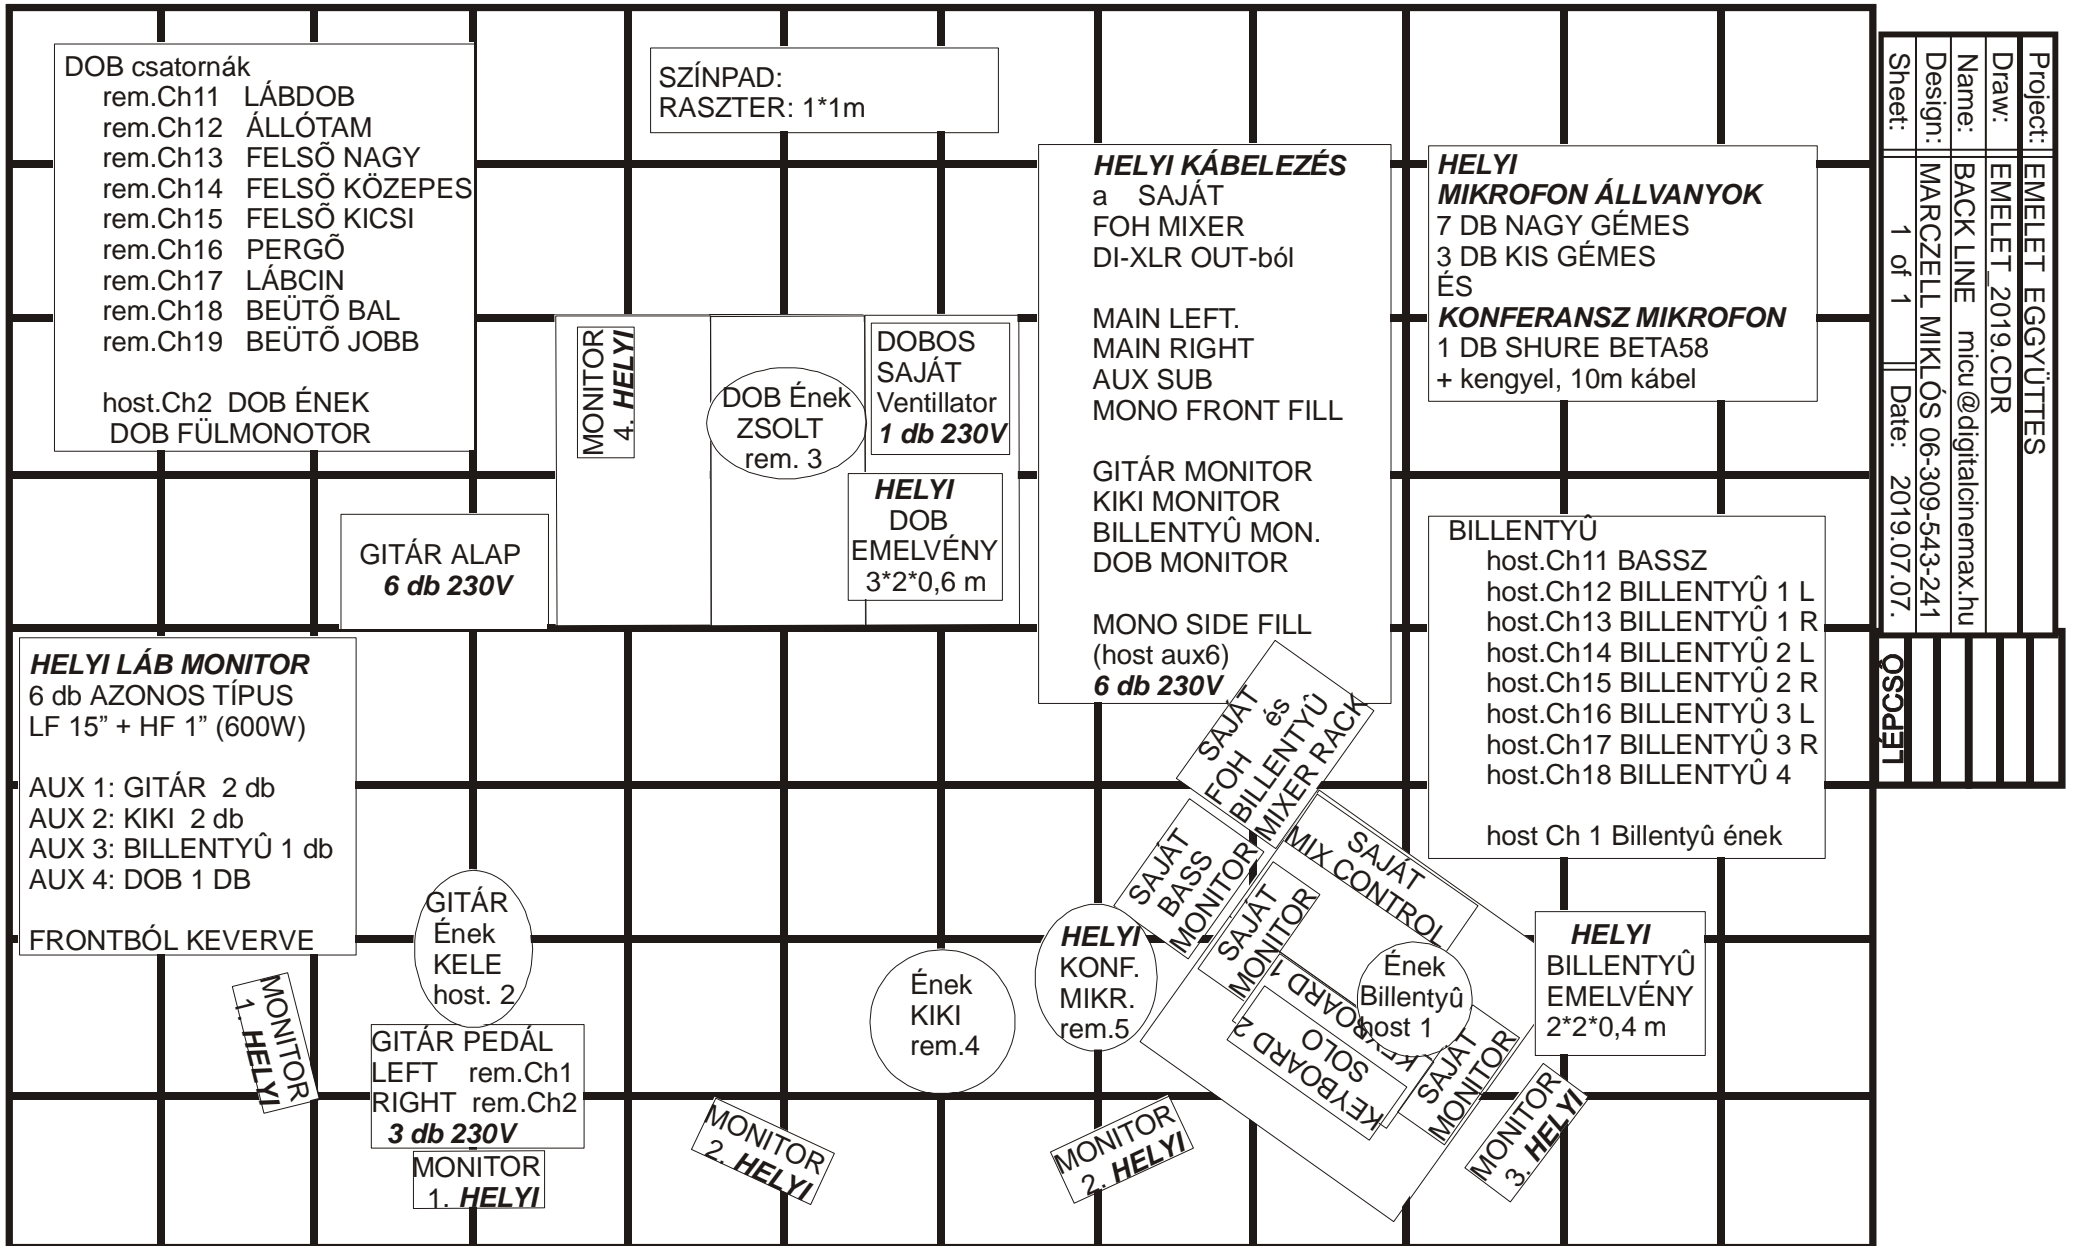 DOB csatornák
rem.Ch11 LÁBDOB
rem.Ch12 ÁLLÓTAM
rem.Ch13 FELSÕ NAGY
rem.Ch14 FELSÕ KÖZEPES
rem.Ch15 FELSÕ KICSI
rem.Ch16 PERGÕ
rem.Ch17 LÁBCIN
rem.Ch18 BEÜTÕ BAL
rem.Ch19 BEÜTÕ JOBB
host.Ch2 DOB ÉNEK
DOB FÜLMONOTOR
SZÍNPAD:
RASZTER: 1*1m
HELYI KÁBELEZÉS
a SAJÁT
FOH MIXER
DI-XLR OUT-ból
MAIN LEFT.
MAIN RIGHT
AUX SUB
MONO FRONT FILL
GITÁR MONITOR
KIKI MONITOR
BILLENTYÛ MON.
DOB MONITOR
MONO SIDE FILL
(host aux6)
6 db 230V
HELYI
MIKROFON ÁLLVANYOK
7 DB NAGY GÉMES
3 DB KIS GÉMES
ÉS
KONFERANSZ MIKROFON
1 DB SHURE BETA58
+ kengyel, 10m kábel
Project: EMELET EGGYÜTTES
Draw: EMELET_2019.CDR
Name: BACK LINE micu@digitalcinemax.hu
Design: MARCZELL MIKLÓS 06-309-543-241
Sheet: 1 of 1 Date: 2019.07.07.
LÉPCSÖ
MONITOR
4. HELYI
DOB Ének
ZSOLT
rem. 3
DOBOS
SAJÁT
Ventillator
1 db 230V
HELYI
DOB
EMELVÉNY
3*2*0,6 m
GITÁR ALAP
6 db 230V
BILLENTYÛ
host.Ch11 BASSZ
host.Ch12 BILLENTYÛ 1 L
host.Ch13 BILLENTYÛ 1 R
host.Ch14 BILLENTYÛ 2 L
host.Ch15 BILLENTYÛ 2 R
host.Ch16 BILLENTYÛ 3 L
host.Ch17 BILLENTYÛ 3 R
host.Ch18 BILLENTYÛ 4
host Ch 1 Billentyû ének
HELYI LÁB MONITOR
6 db AZONOS TÍPUS
LF 15” + HF 1” (600W)
AUX 1: GITÁR 2 db
AUX 2: KIKI 2 db
AUX 3: BILLENTYÛ 1 db
AUX 4: DOB 1 DB
FRONTBÓL KEVERVE
SAJÁT
FOH és
BILLENTYÛ
MIXER RACK
SAJÁT
BASS
MONITOR
SAJÁT
MIX CONTROL
SAJÁT
MONITOR
KEYBOARD 1
SOLO
KEYBOARD 2
Ének
Billentyû
host 1
SAJÁT
MONITOR
HELYI
BILLENTYÛ
EMELVÉNY
2*2*0,4 m
GITÁR
Ének
KELE
host. 2
Ének
KIKI
rem.4
HELYI
KONF.
MIKR.
rem.5
MONITOR
1. HELYI
GITÁR PEDÁL
LEFT rem.Ch1
RIGHT rem.Ch2
3 db 230V
MONITOR
1. HELYI
MONITOR
2. HELYI
MONITOR
2. HELYI
MONITOR
3. HELYI